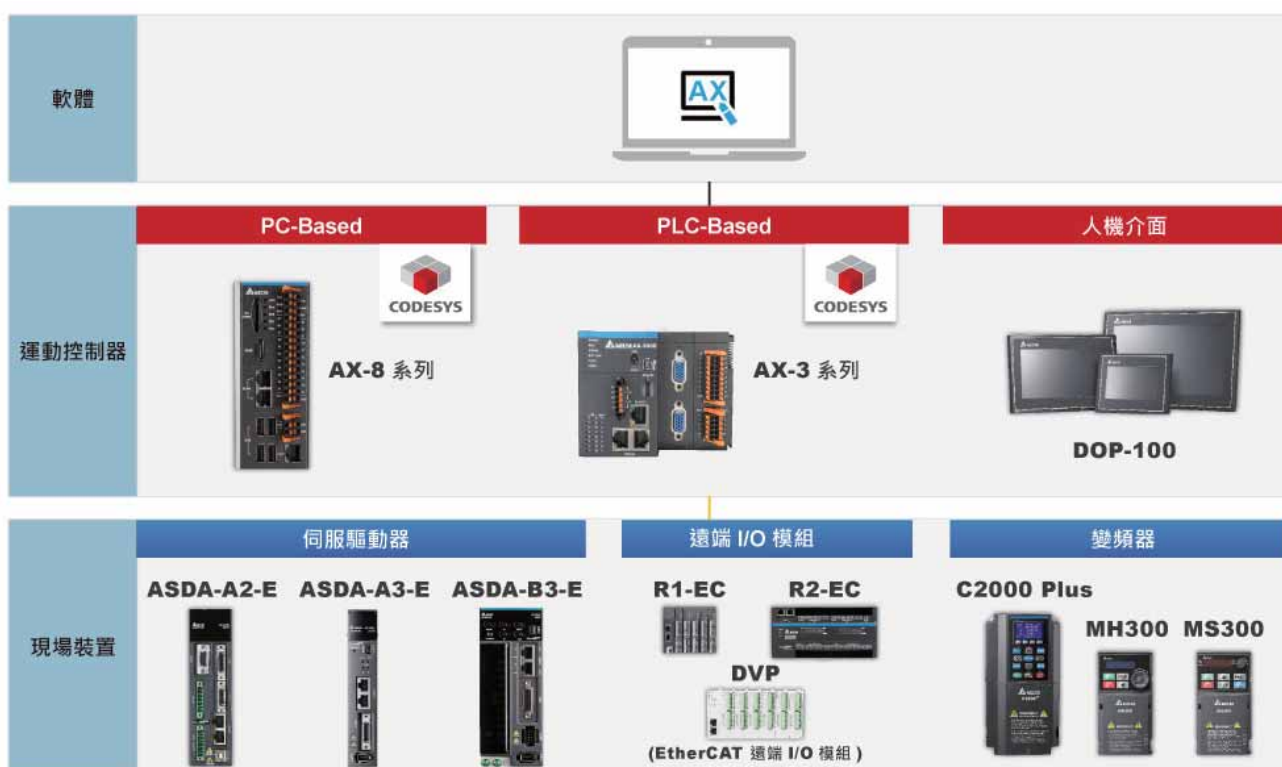 軟體
AX
運動控制器
PC-Based
CODESYS
AX-8 系列
PLC-Based
CODESYS
AX-3 系列
人機介面
DOP-100
現場裝置
伺服驅動器
ASDA-A2-E
ASDA-A3-E
ASDA-B3-E
遠端 I/O 模組
R1-EC
R2-EC
DVP
(EtherCAT 遠端 I/O 模組)
變頻器
C2000 Plus
MH300
MS300